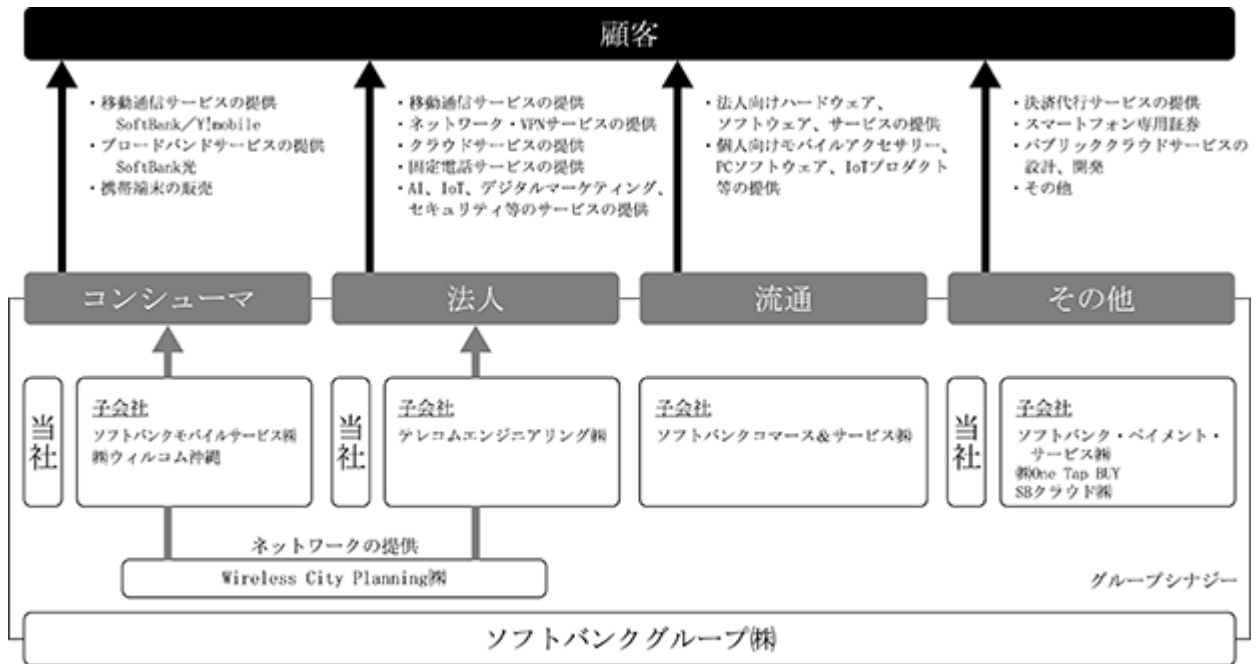 顧客
・移動通信サービスの提供
SoftBank／Y!mobile
・ブロードバンドサービスの提供
SoftBank光
・携帯端末の販売
・移動通信サービスの提供
・ネットワーク・VPNサービスの提供
・クラウドサービスの提供
・固定電話サービスの提供
・AI、IoT、デジタルマーケティング、
セキュリティ等のサービスの提供
・法人向けハードウェア、
ソフトウェア、サービスの提供
・個人向けモバイルアクセサリー、
PCソフトウェア、IoTプロダクト
等の提供
・決済代行サービスの提供
・スマートフォン専用証券
・パブリッククラウドサービスの
設計、開発
・その他
コンシューマ
法人
流通
その他
当社
子会社
ソフトバンクモバイルサービス㈱
㈱ウィルコム沖縄
当社
子会社
テレコムエンジニアリング㈱
子会社
ソフトバンクコマース＆サービス㈱
当社
子会社
ソフトバンク・ペイメント・
サービス㈱
㈱One Tap BUY
SBクラウド㈱
ネットワークの提供
Wireless City Planning㈱
グループシナジー
ソフトバンクグループ㈱